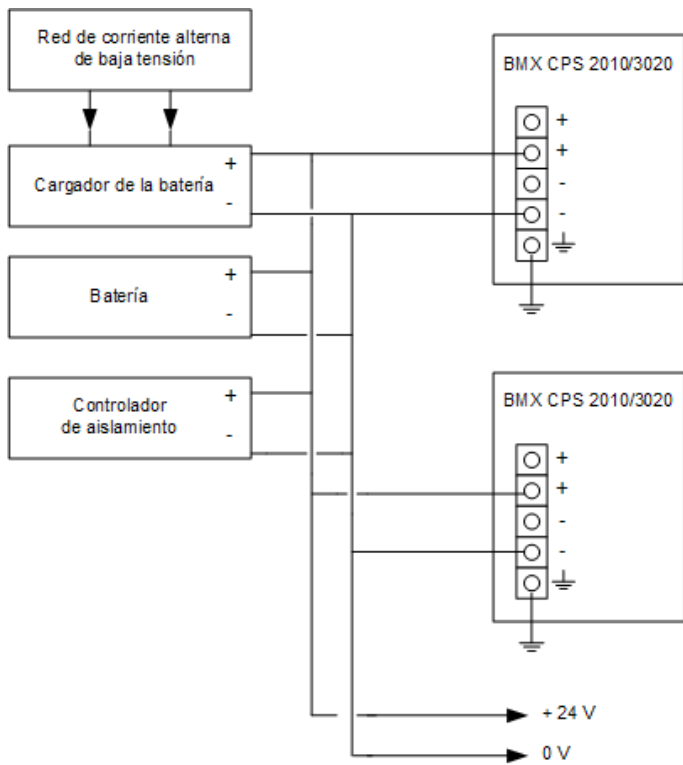 Red de corriente alterna
de baja tensión
Cargador de la batería
+
-
Batería
+
-
Controlador
de aislamiento
+
-
BMX CPS 2010/3020
+
+
-
-
BMX CPS 2010/3020
+
+
-
-
+ 24 V
0 V